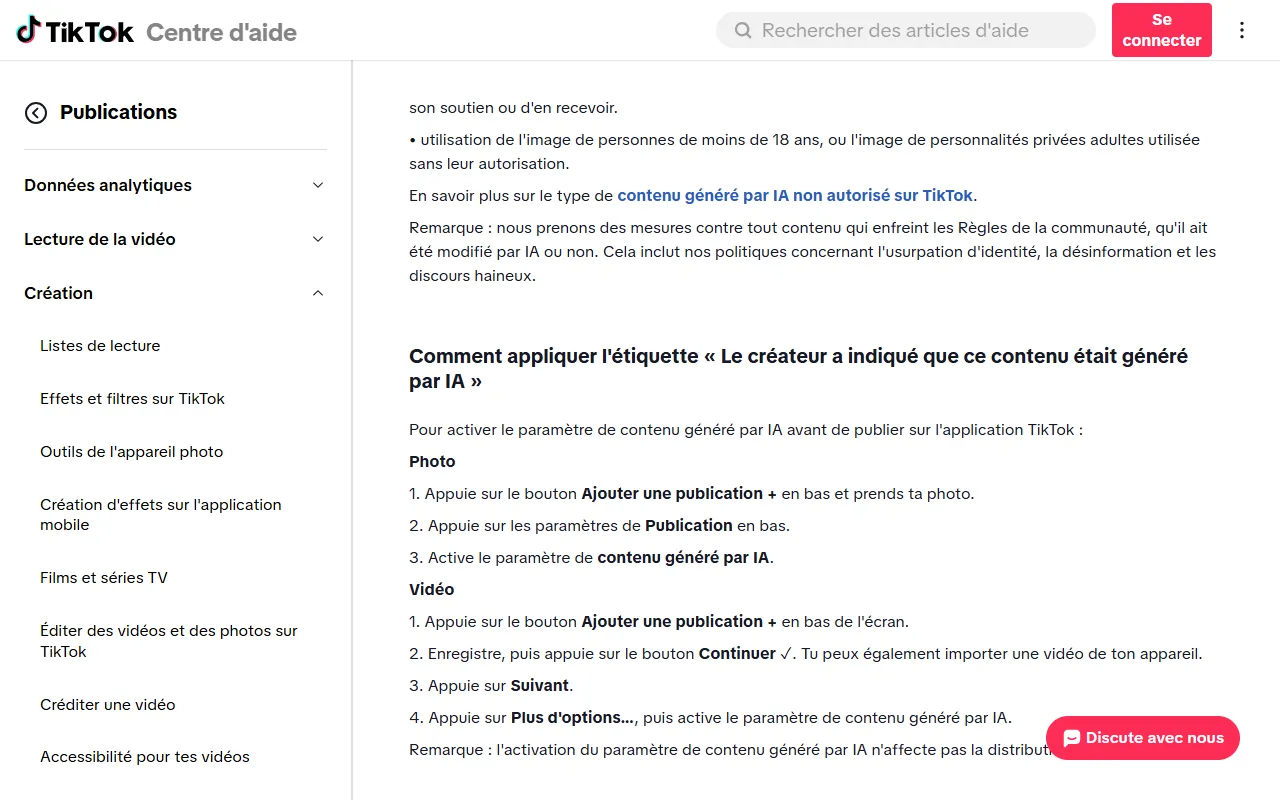 TikTok Centre d'aide
Rechercher des articles d'aide
Se
connecter
Publications
Données analytiques
Lecture de la vidéo
Création
Listes de lecture
Effets et filtres sur TikTok
Outils de l'appareil photo
Création d'effets sur l'application
mobile
Films et séries TV
Éditer des vidéos et des photos sur
TikTok
Créditer une vidéo
Accessibilité pour tes vidéos
son soutien ou d'en recevoir.
• utilisation de l'image de personnes de moins de 18 ans, ou l'image de personnalités privées adultes utilisée
sans leur autorisation.
En savoir plus sur le type de contenu généré par IA non autorisé sur TikTok.
Remarque : nous prenons des mesures contre tout contenu qui enfreint les Règles de la communauté, qu'il ait
été modifié par IA ou non. Cela inclut nos politiques concernant l'usurpation d'identité, la désinformation et les
discours haineux.
Comment appliquer l'étiquette « Le créateur a indiqué que ce contenu était généré
par IA »
Pour activer le paramètre de contenu généré par IA avant de publier sur l'application TikTok :
Photo
1. Appuie sur le bouton Ajouter une publication + en bas et prends ta photo.
2. Appuie sur les paramètres de Publication en bas.
3. Active le paramètre de contenu généré par IA.
Vidéo
1. Appuie sur le bouton Ajouter une publication + en bas de l'écran.
2. Enregistre, puis appuie sur le bouton Continuer ✓. Tu peux également importer une vidéo de ton appareil.
3. Appuie sur Suivant.
4. Appuie sur Plus d'options..., puis active le paramètre de contenu généré par IA.
Remarque : l'activation du paramètre de contenu généré par IA n'affecte pas la
Discute avec nous